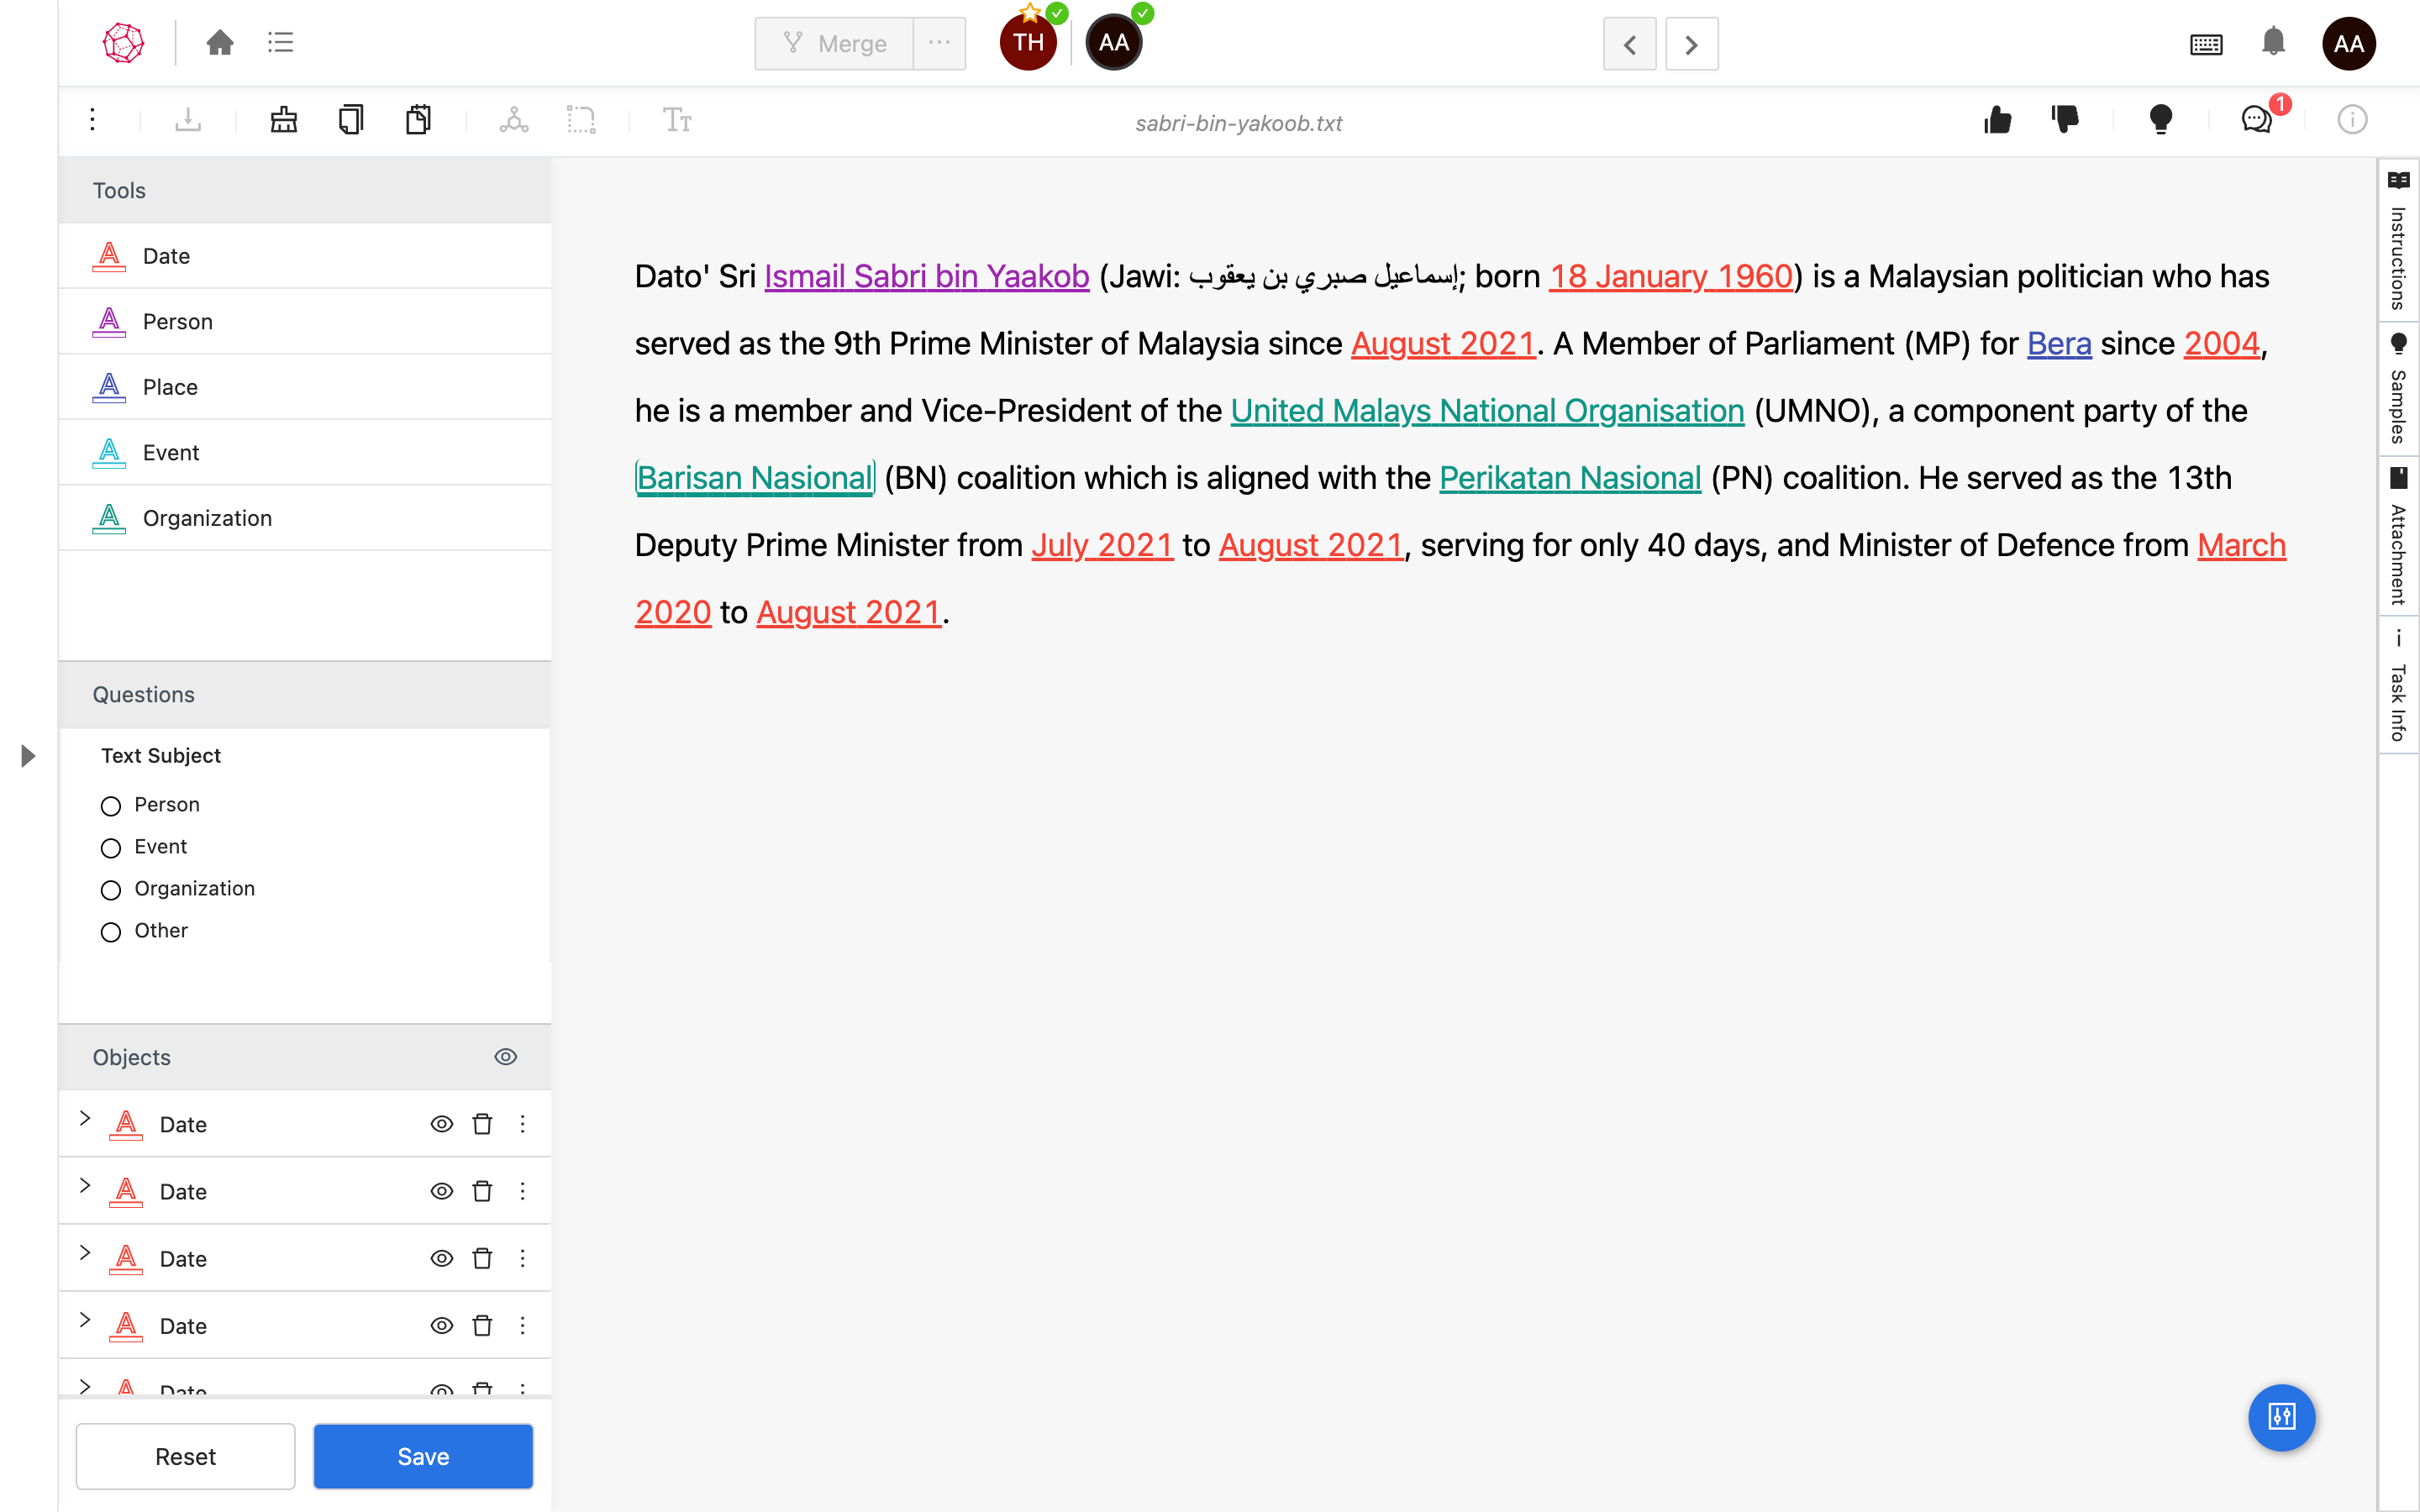 Merge
TH
AA
AA
sabri-bin-yakoob.txt
1
Tools
Date
Person
Place
Event
Organization
Questions
Text Subject
Person
Event
Organization
Other
Objects
Date
Date
Date
Date
Date
Reset
Save
Dato' Sri Ismail Sabri bin Yaakob (Jawi: إسماعيل صبري بن يعقوب; born 18 January 1960) is a Malaysian politician who has
served as the 9th Prime Minister of Malaysia since August 2021. A Member of Parliament (MP) for Bera since 2004,
he is a member and Vice-President of the United Malays National Organisation (UMNO), a component party of the
Barisan Nasional (BN) coalition which is aligned with the Perikatan Nasional (PN) coalition. He served as the 13th
Deputy Prime Minister from July 2021 to August 2021, serving for only 40 days, and Minister of Defence from March
2020 to August 2021.
Instructions
Samples
Attachment
Task Info